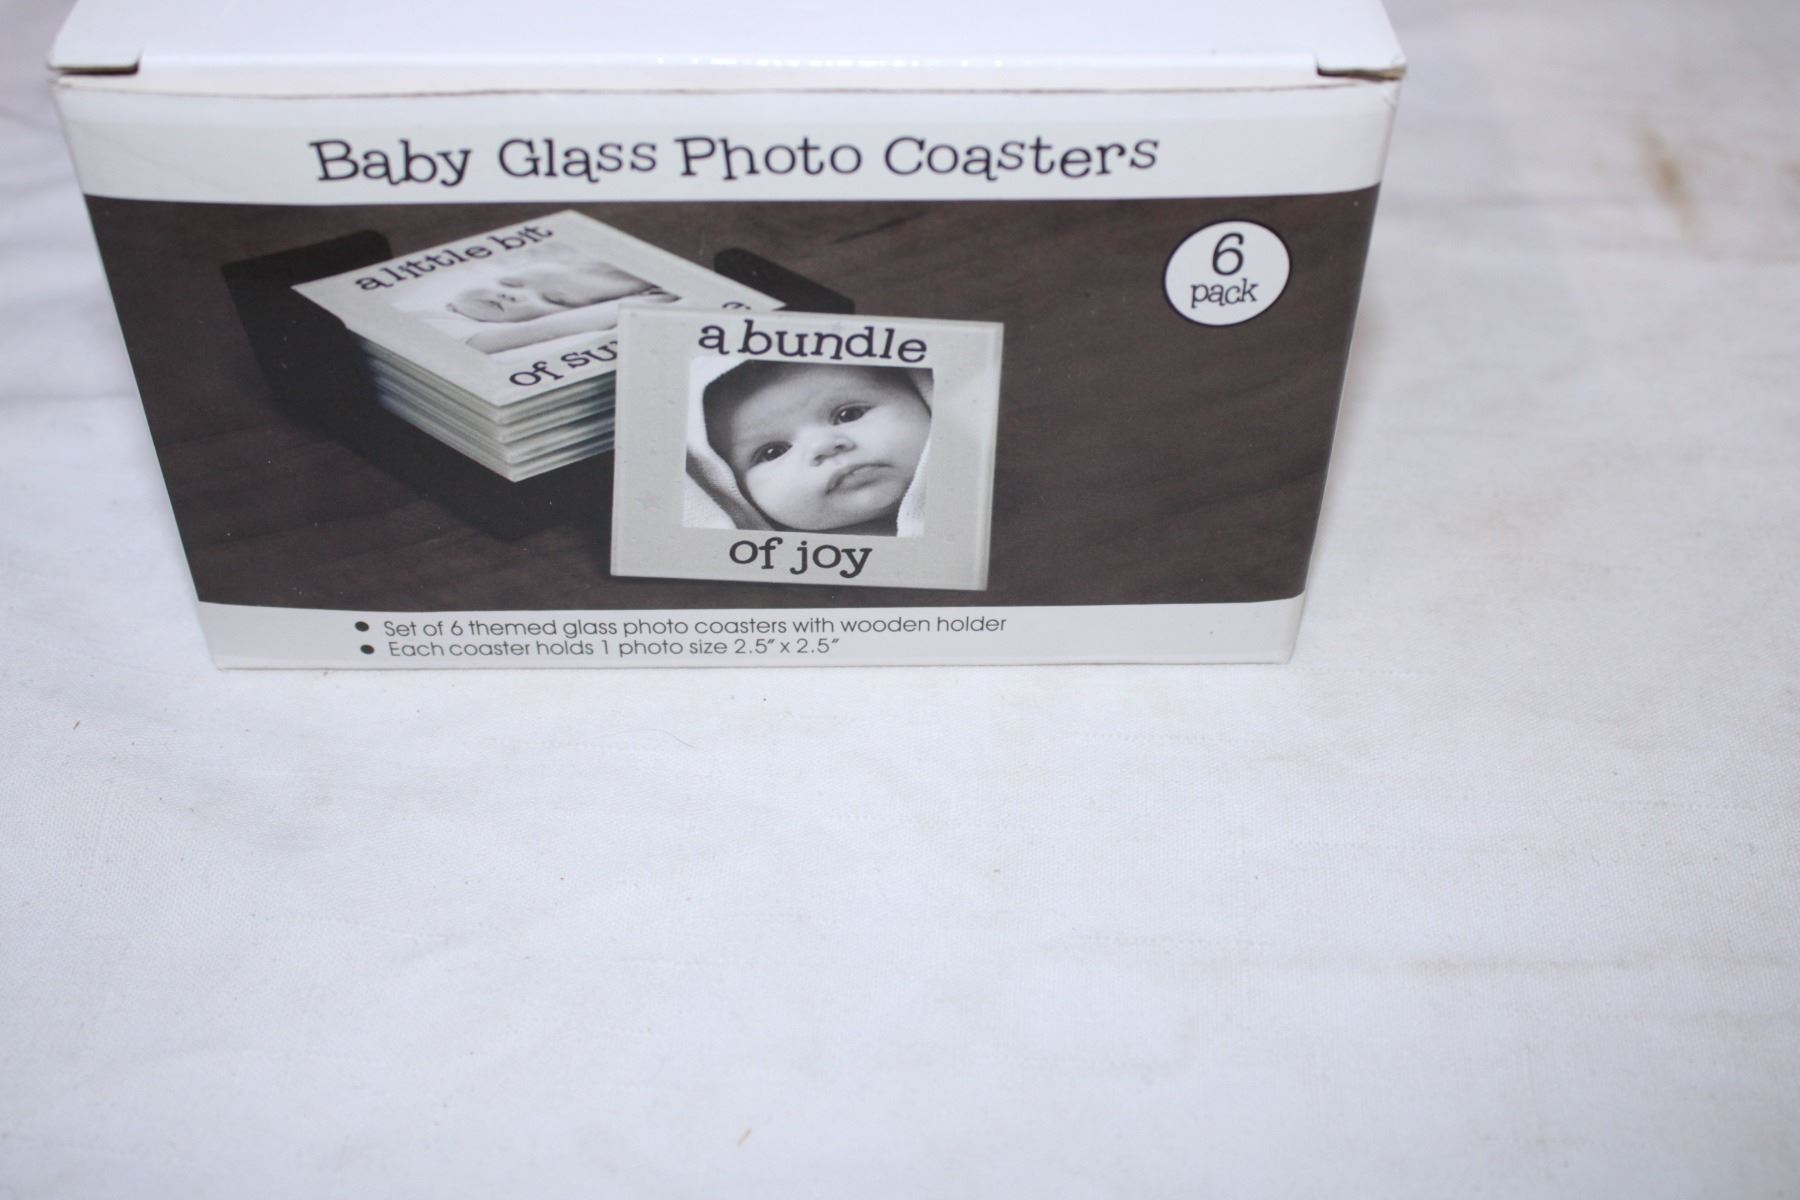 Baby Glass Photo Coasters
6
pack
a little bit
of
a bundle
of joy
Set of 6 themed glass photo coasters with wooden holder
Each coaster holds 1 photo size 2.5" x 2.5"